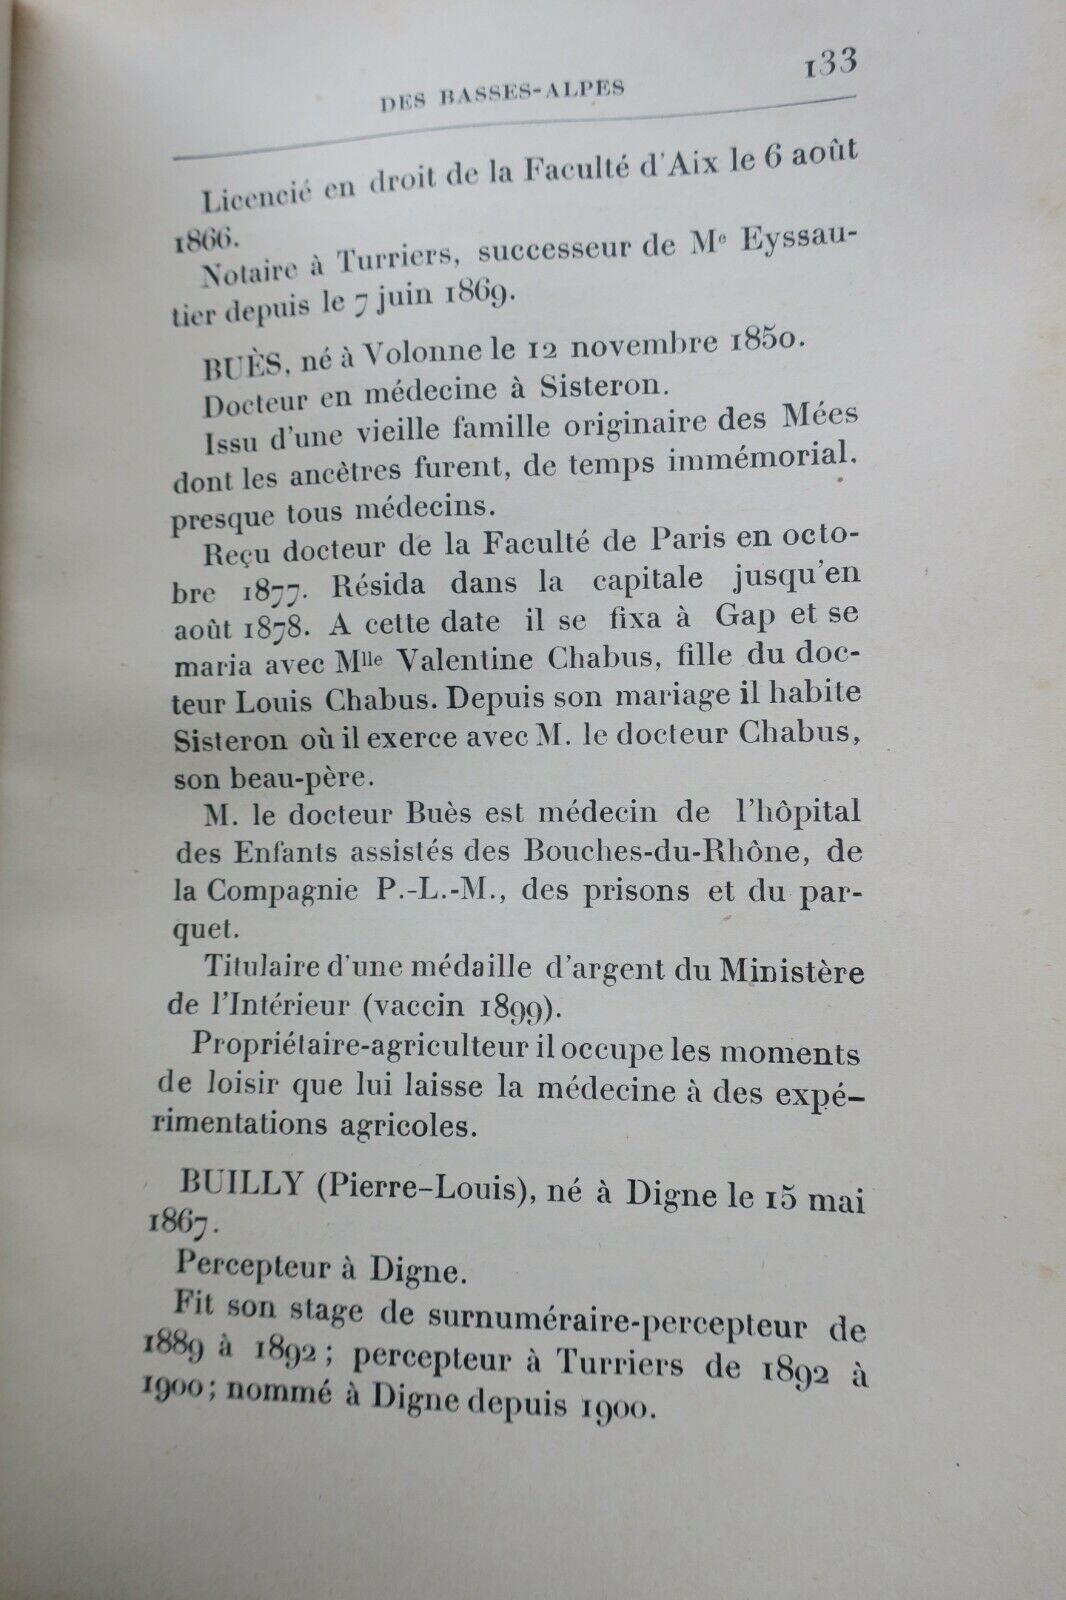 DES BASSES-ALPES 133
Licencié en droit de la Faculté d'Aix le 6 août
1866.
Notaire à Turriers, successeur de Mᵉ Eyssau-
tier depuis le 7 juin 1869.
BUÈS, né à Volonne le 12 novembre 1850.
Docteur en médecine à Sisteron.
Issu d'une vieille famille originaire des Mées
dont les ancètres furent, de temps immémorial.
presque tous médecins.
Reçu docteur de la Faculté de Paris en octo-
bre 1877. Résida dans la capitale jusqu'en
août 1878. A cette date il se fixa à Gap et se
maria avec Mˡˡᵉ Valentine Chabus, fille du doc-
teur Louis Chabus. Depuis son mariage il habite
Sisteron où il exerce avec M. le docteur Chabus,
son beau-père.
M. le docteur Buès est médecin de l'hôpital
des Enfants assistés des Bouches-du-Rhône, de
la Compagnie P.-L.-M., des prisons et du par-
quet.
Titulaire d'une médaille d'argent du Ministère
de l'Intérieur (vaccin 1899).
Propriétaire-agriculteur il occupe les moments
de loisir que lui laisse la médecine à des expé-
rimentations agricoles.
BUILLY (Pierre-Louis), né à Digne le 15 mai
1867.
Percepteur à Digne.
Fit son stage de surnuméraire-percepteur de
1889 à 1892; percepteur à Turriers de 1892 à
1900; nommé à Digne depuis 1900.